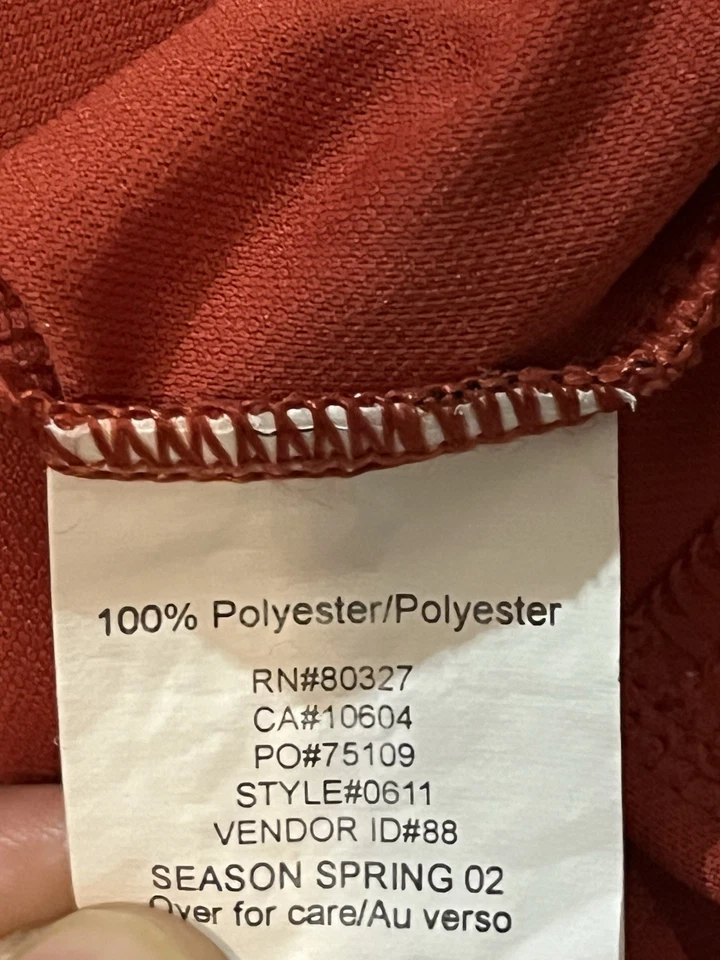 100% Polyester/Polyester
RN#80327
CA#10604
PO#75109
STYLE#0611
VENDOR ID#88
SEASON SPRING 02
Over for care/Au verso